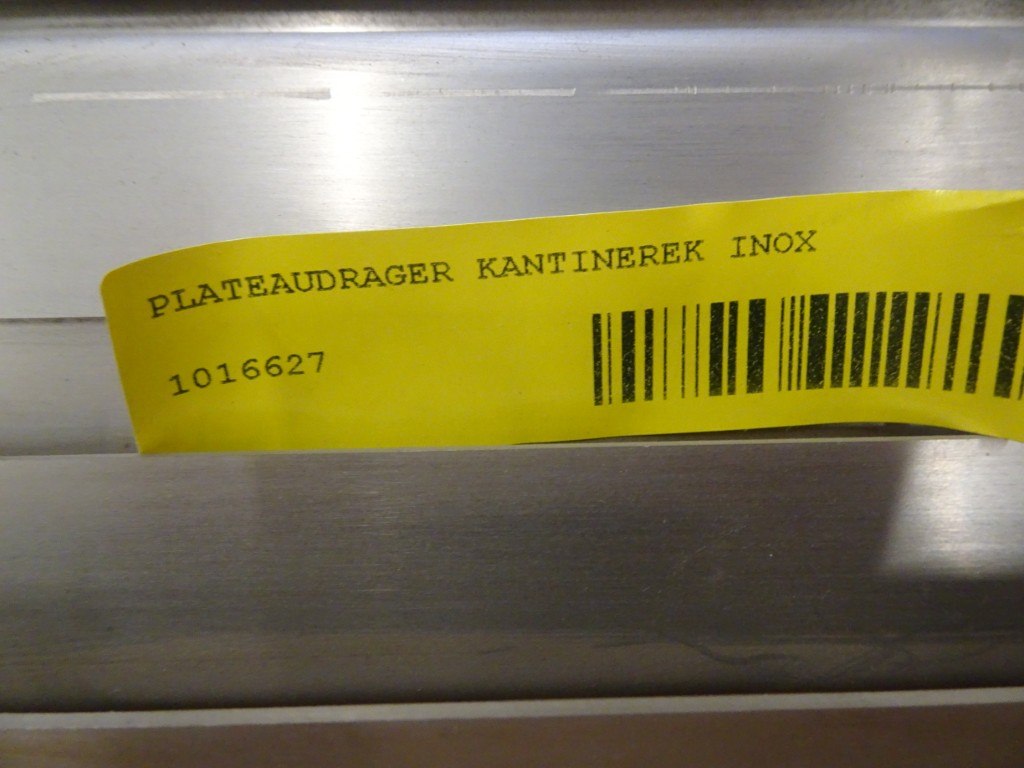 PLATEAUDRAGER KANTINEREK INOX
1016627